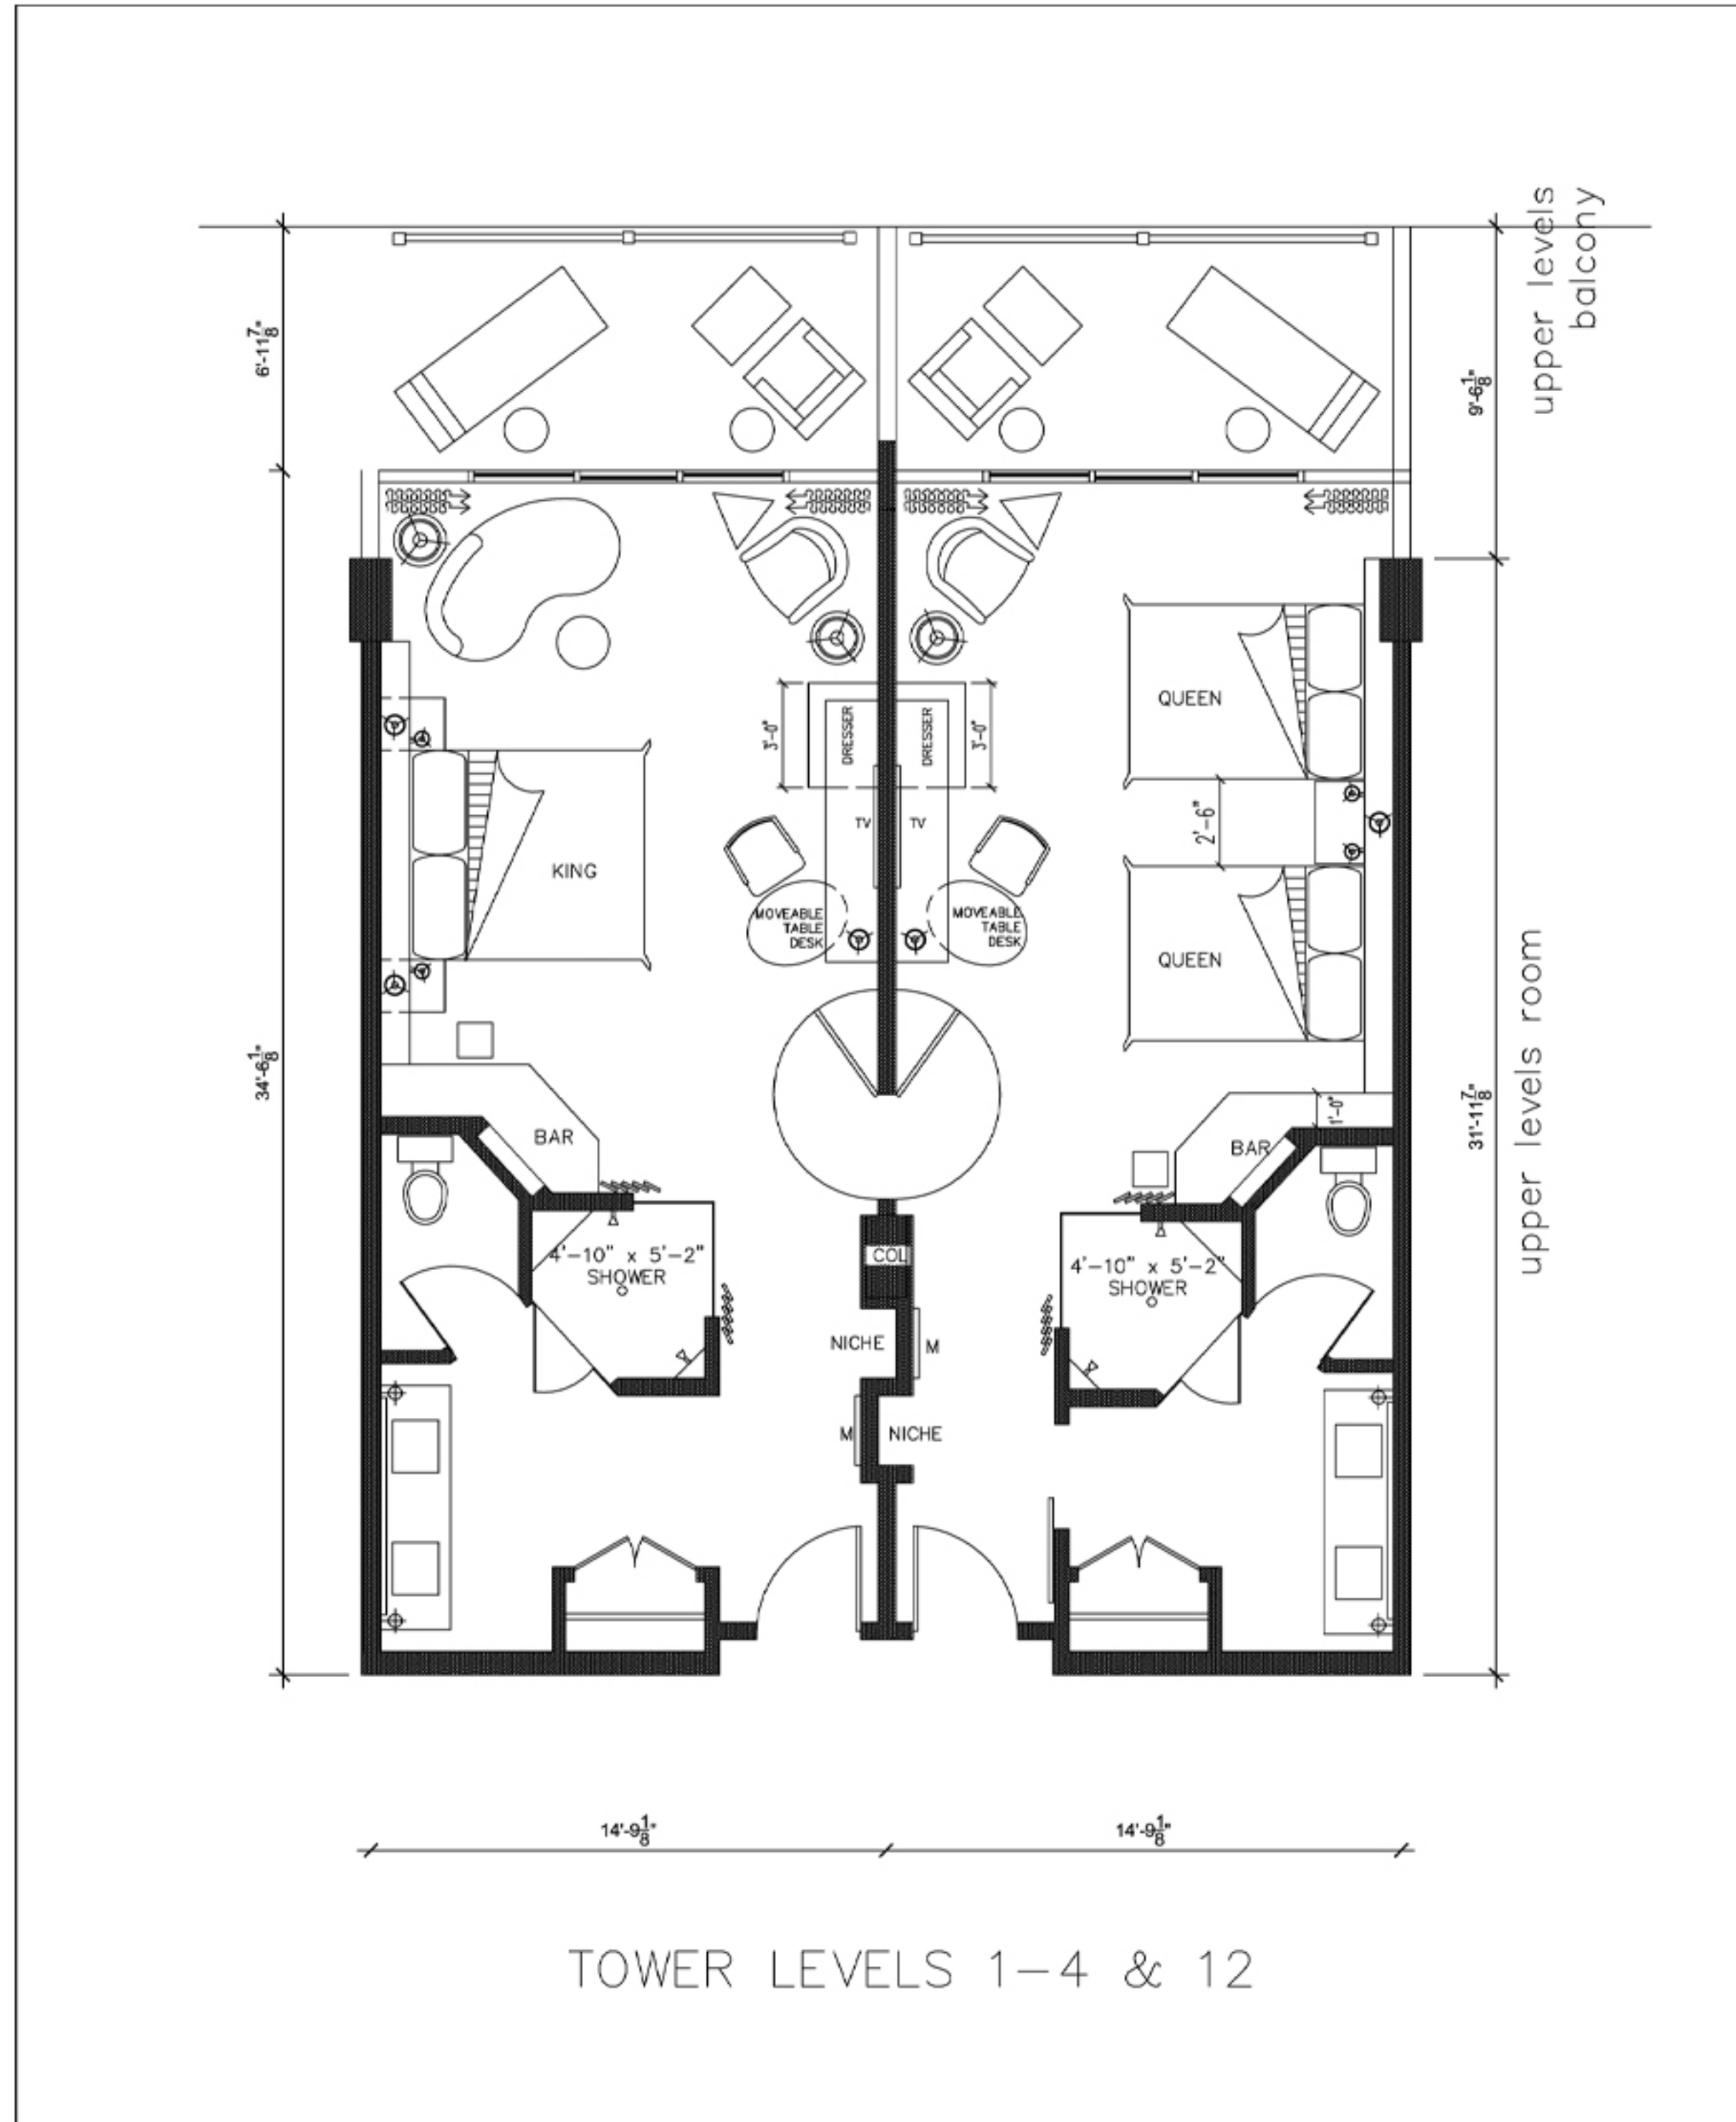 upper levels
balcony
6'-11 7/8"
9'-6 1/8"
DRESSER
DRESSER
3'-0"
3'-0"
QUEEN
TV
TV
2'-6"
KING
MOVEABLE
TABLE
DESK
MOVEABLE
TABLE
DESK
QUEEN
34'-6 1/8"
31'-11 7/8"
upper levels room
BAR
BAR
1'-0"
4'-10" x 5'-2"
SHOWER
COL
4'-10" x 5'-2"
SHOWER
NICHE
M
M
NICHE
14'-9 1/8"
14'-9 1/8"
TOWER LEVELS 1-4 & 12